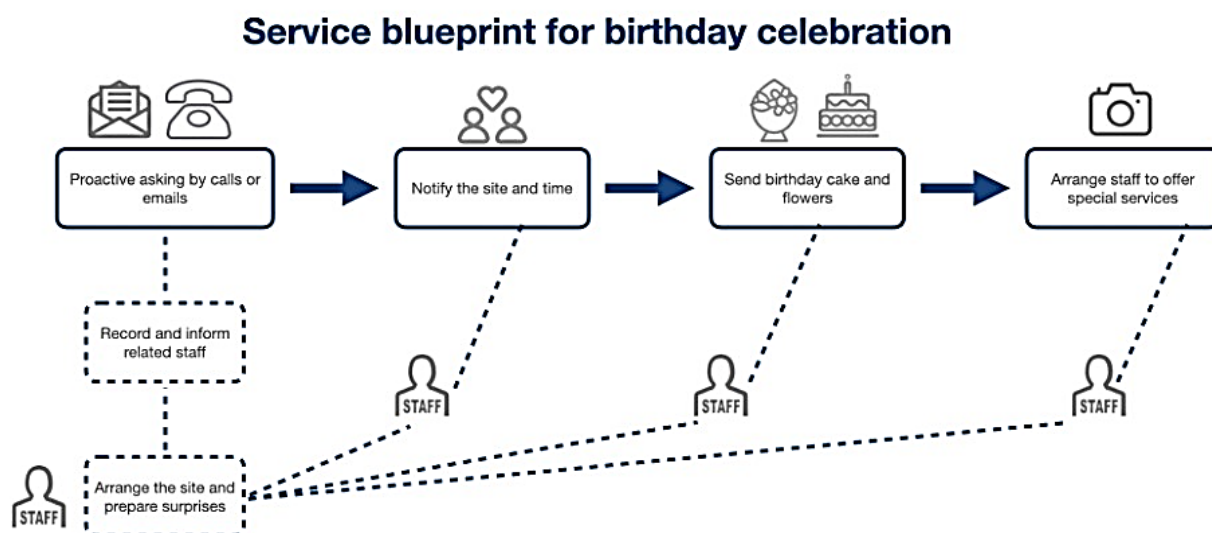 Service blueprint for birthday celebration
Proactive asking by calls or
emails
Notify the site and time
Send birthday cake and
flowers
Arrange staff to offer
special services
Record and inform
related staff
STAFF
STAFF
STAFF
Arrange the site and
prepare surprises
STAFF